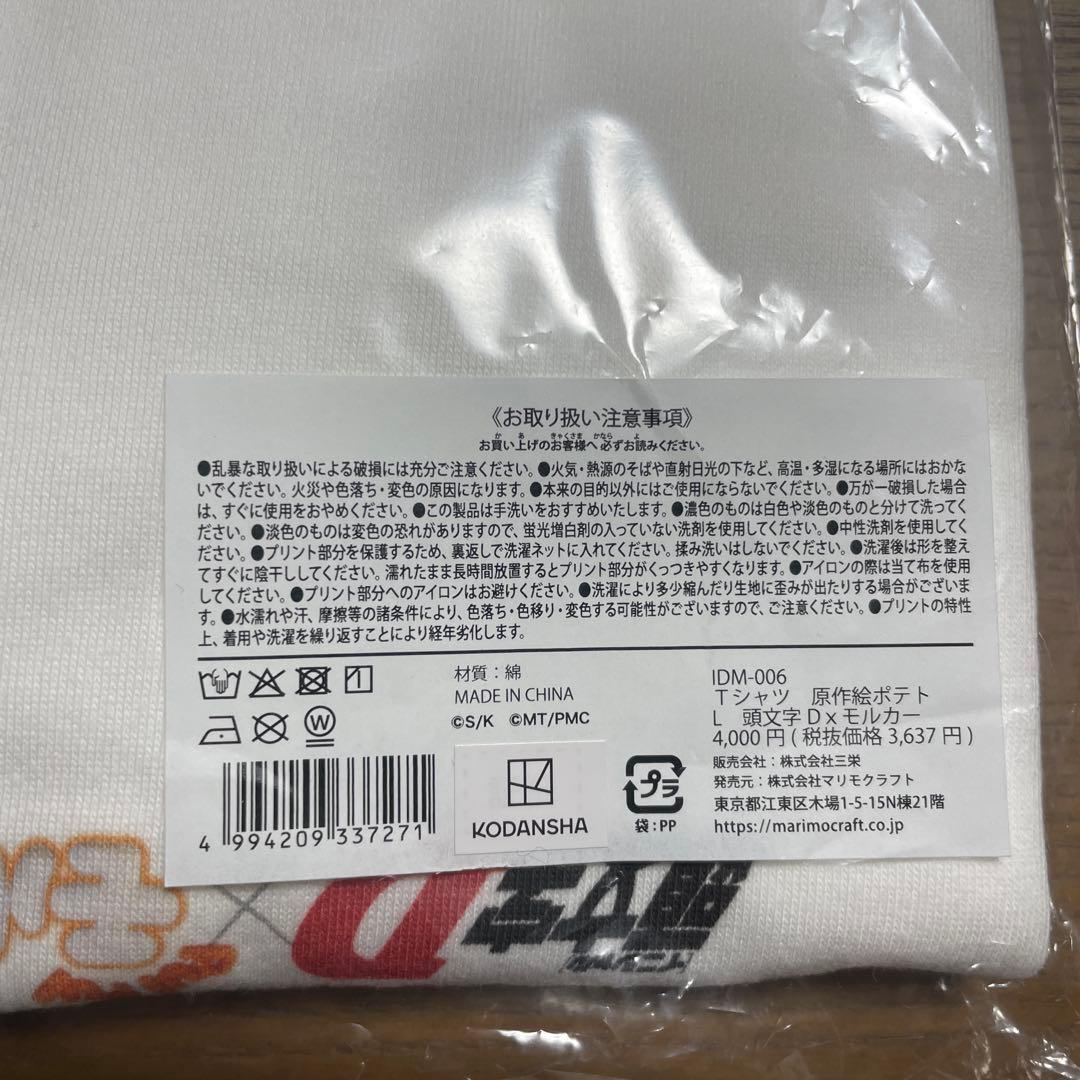 《お取り扱い注意事項》
お買い上げのお客様へ必ずお読みください。
●乱暴な取り扱いによる破損には充分ご注意ください。●火気・熱源のそばや直射日光の下など、高温・多湿になる場所にはおかな
いでください。火災や色落ち・変色の原因になります。●本来の目的以外にはご使用にならないでください。●万が一破損した場合
は、すぐに使用をおやめください。●この製品は手洗いをおすすめいたします。●濃色のものは白色や淡色のものと分けて洗ってく
ださい。●淡色のものは変色の恐れがありますので、蛍光増白剤の入っていない洗剤を使用してください。●中性洗剤を使用してく
ださい。●プリント部分を保護するため、裏返しで洗濯ネットに入れてください。揉み洗いはしないでください。●洗濯後は形を整え
てすぐに陰干ししてください。濡れたまま長時間放置するとプリント部分がくっつきやすくなります。●アイロンの際は当て布を使用
してください。●プリント部分へのアイロンはお避けください。●洗濯により多少縮んだり生地に歪みが出たりする場合がございま
す。●水濡れや汗、摩擦等の諸条件により、色落ち・色移り・変色する可能性がございますので、ご注意ください。●プリントの特性
上、着用や洗濯を繰り返すことにより経年劣化します。
W
材質：綿
MADE IN CHINA
©S/K ©MT/PMC
KODANSHA
4 994209 337271
プラ
袋：PP
IDM-006
Tシャツ 原作絵ポテト
L 頭文字Dxモルカー
4,000円(税抜価格3,637円)
販売会社：株式会社三栄
発売元：株式会社マリモクラフト
東京都江東区木場1-5-15N棟21階
https://marimocraft.co.jp
頭文字D
イニシャル